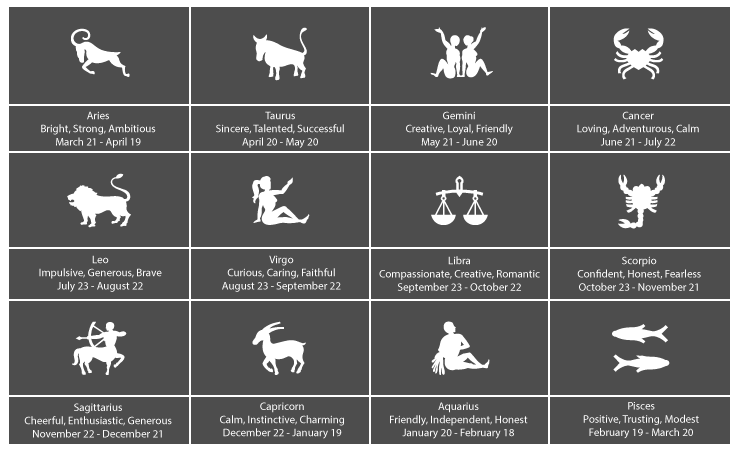 Aries
Bright, Strong, Ambitious
March 21 - April 19
Taurus
Sincere, Talented, Successful
April 20 - May 20
Gemini
Creative, Loyal, Friendly
May 21 - June 20
Cancer
Loving, Adventurous, Calm
June 21 - July 22
Leo
Impulsive, Generous, Brave
July 23 - August 22
Virgo
Curious, Caring, Faithful
August 23 - September 22
Libra
Compassionate, Creative, Romantic
September 23 - October 22
Scorpio
Confident, Honest, Fearless
October 23 - November 21
Sagittarius
Cheerful, Enthusiastic, Generous
November 22 - December 21
Capricorn
Calm, Instinctive, Charming
December 22 - January 19
Aquarius
Friendly, Independent, Honest
January 20 - February 18
Pisces
Positive, Trusting, Modest
February 19 - March 20